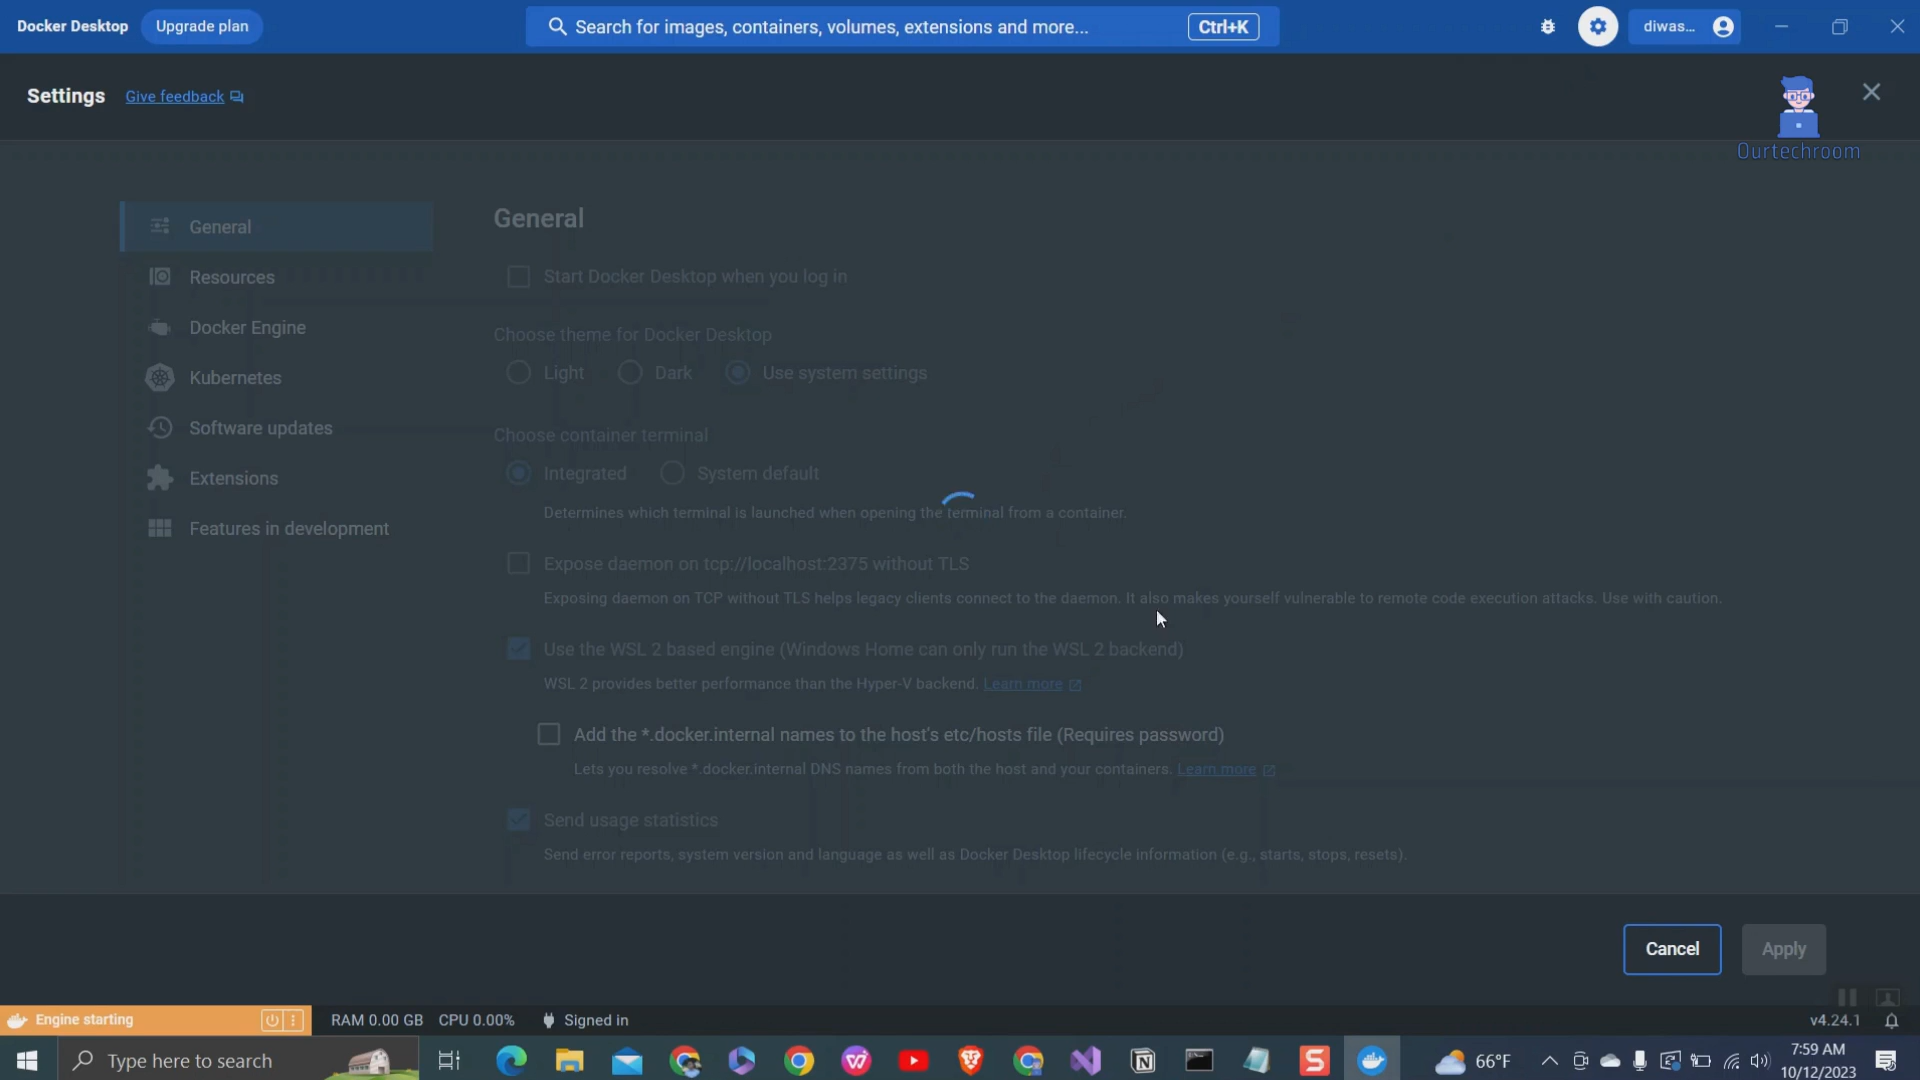 Docker Desktop Upgrade plan Search for images, containers, volumes, extensions and more... Ctrl+K diwas...
Settings Give feedback
Ourtechroom
General
Resources
Docker Engine
Kubernetes
Software updates
Extensions
Features in development
General
Start Docker Desktop when you log in
Choose theme for Docker Desktop
Light Dark Use system settings
Choose container terminal
Integrated System default
Determines which terminal is launched when opening the terminal from a container.
Expose daemon on tcp://localhost:2375 without TLS
Exposing daemon on TCP without TLS helps legacy clients connect to the daemon. It also makes yourself vulnerable to remote code execution attacks. Use with caution.
Use the WSL 2 based engine (Windows Home can only run the WSL 2 backend)
WSL 2 provides better performance than the Hyper-V backend. Learn more
Add the *.docker.internal names to the host's etc/hosts file (Requires password)
Lets you resolve *.docker.internal DNS names from both the host and your containers. Learn more
Send usage statistics
Send error reports, system version and language as well as Docker Desktop lifecycle information (e.g., starts, stops, resets).
Cancel Apply
Engine starting RAM 0.00 GB CPU 0.00% Signed in v4.24.1
Type here to search 66°F 7:59 AM
10/12/2023